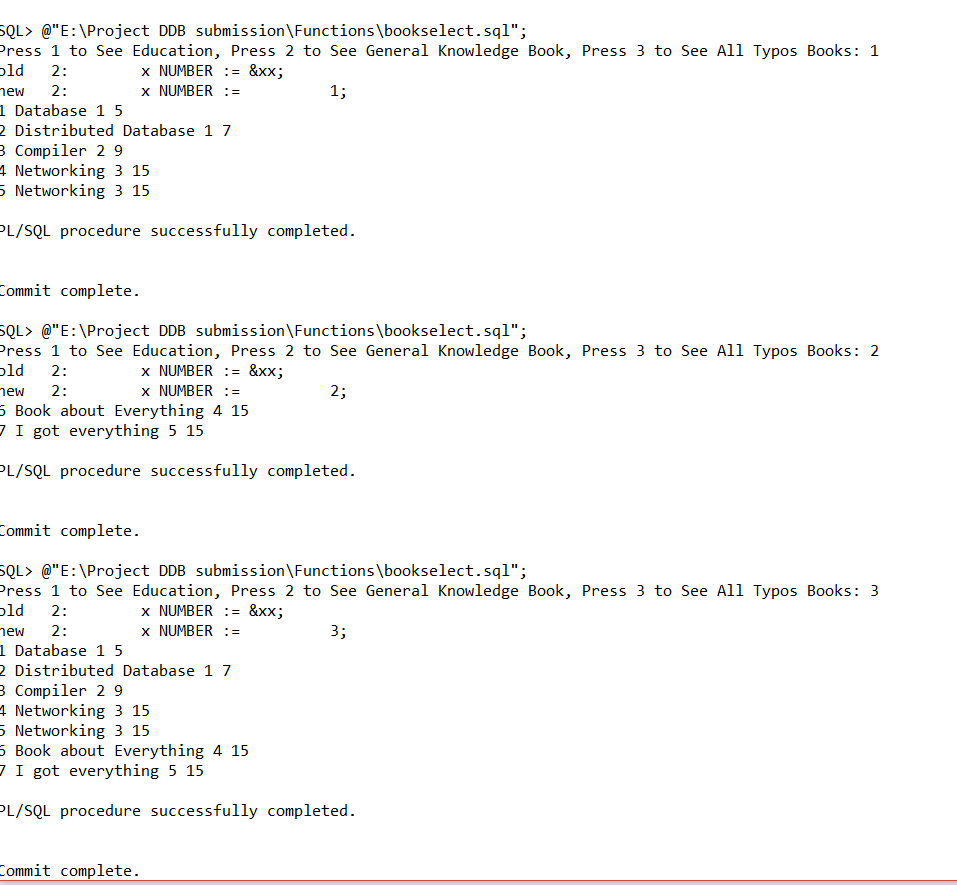 SQL> @"E:\Project DDB submission\Functions\bookselect.sql";
Press 1 to See Education, Press 2 to See General Knowledge Book, Press 3 to See All Typos Books: 1
old   2:        x NUMBER := &xx;
new   2:        x NUMBER :=          1;
1 Database 1 5
2 Distributed Database 1 7
3 Compiler 2 9
4 Networking 3 15
5 Networking 3 15
PL/SQL procedure successfully completed.
Commit complete.
SQL> @"E:\Project DDB submission\Functions\bookselect.sql";
Press 1 to See Education, Press 2 to See General Knowledge Book, Press 3 to See All Typos Books: 2
old   2:        x NUMBER := &xx;
new   2:        x NUMBER :=          2;
6 Book about Everything 4 15
7 I got everything 5 15
PL/SQL procedure successfully completed.
Commit complete.
SQL> @"E:\Project DDB submission\Functions\bookselect.sql";
Press 1 to See Education, Press 2 to See General Knowledge Book, Press 3 to See All Typos Books: 3
old   2:        x NUMBER := &xx;
new   2:        x NUMBER :=          3;
1 Database 1 5
2 Distributed Database 1 7
3 Compiler 2 9
4 Networking 3 15
5 Networking 3 15
6 Book about Everything 4 15
7 I got everything 5 15
PL/SQL procedure successfully completed.
Commit complete.